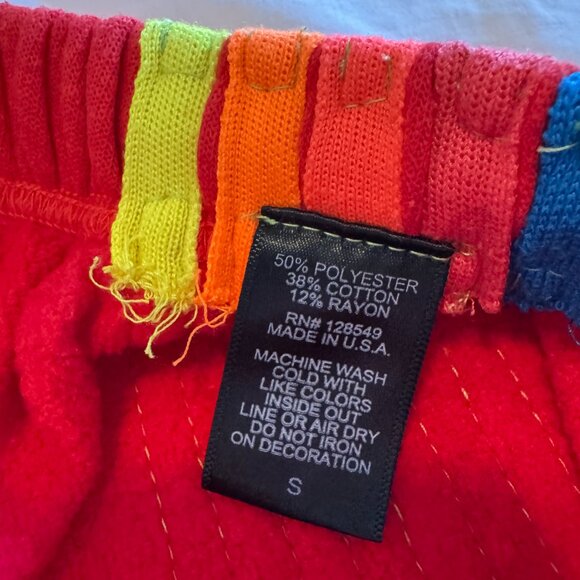 50% POLYESTER
38% COTTON
12% RAYON
RN# 128549
MADE IN U.S.A.
MACHINE WASH
COLD WITH
LIKE COLORS
INSIDE OUT
LINE OR AIR DRY
DO NOT IRON
ON DECORATION
S